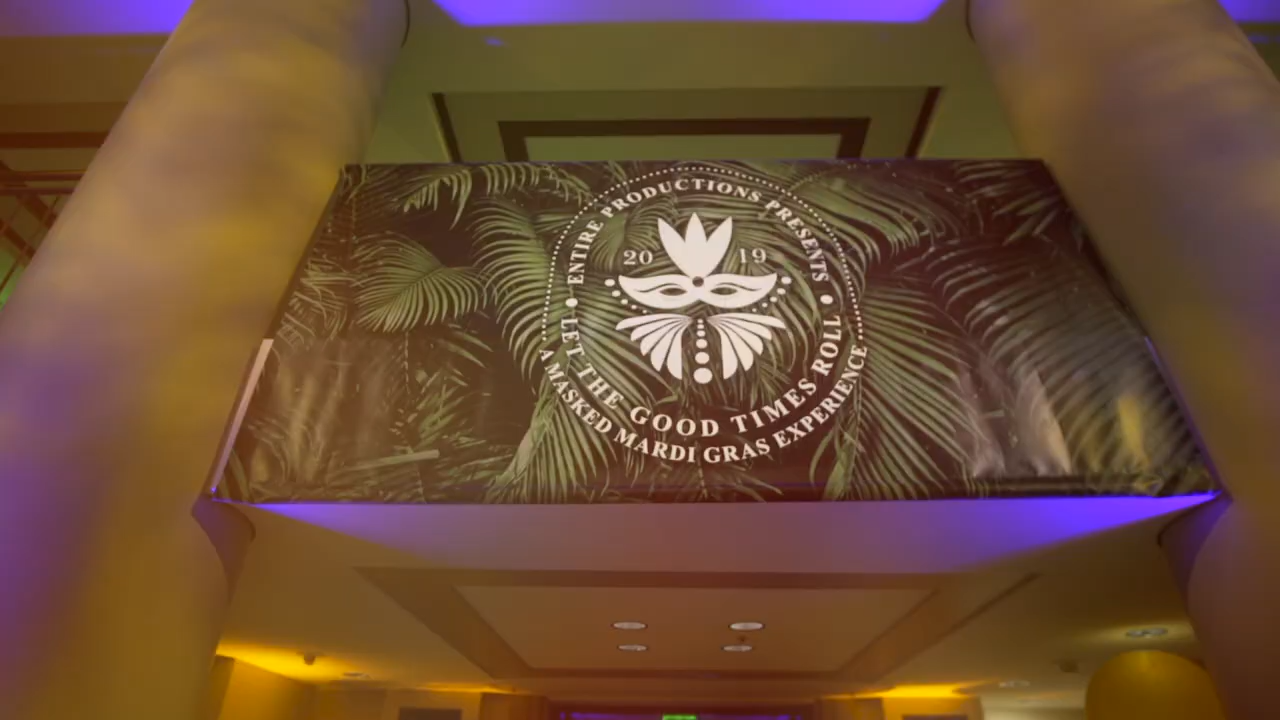 ENTIRE PRODUCTIONS PRESENTS
20 19
LET THE GOOD TIMES ROLL
A MASKED MARDI GRAS EXPERIENCE